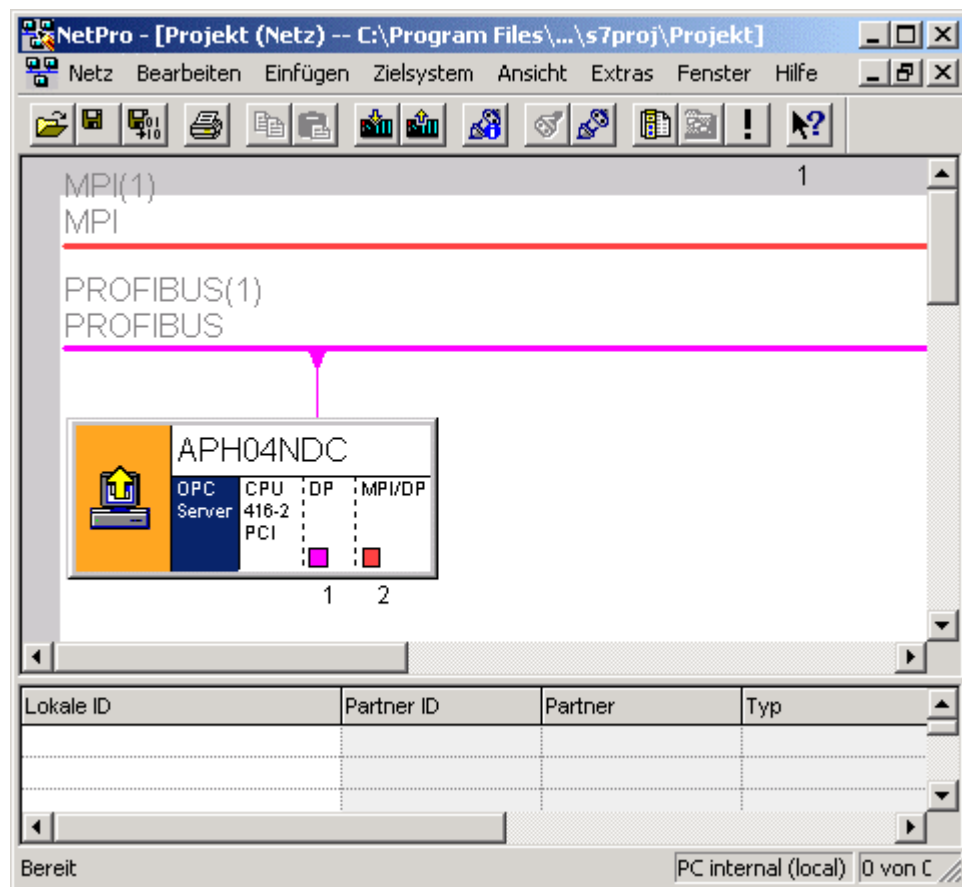 NetPro - [Projekt (Netz) -- C:\Program Files\...\s7proj\Projekt]
Netz Bearbeiten Einfügen Zielsystem Ansicht Extras Fenster Hilfe
1
MPI(1)
MPI
PROFIBUS(1)
PROFIBUS
APH04NDC
OPC Server
CPU 416-2 PCI
DP
MPI/DP
1 2
Lokale ID Partner ID Partner Typ
Bereit PC internal (local) 0 von